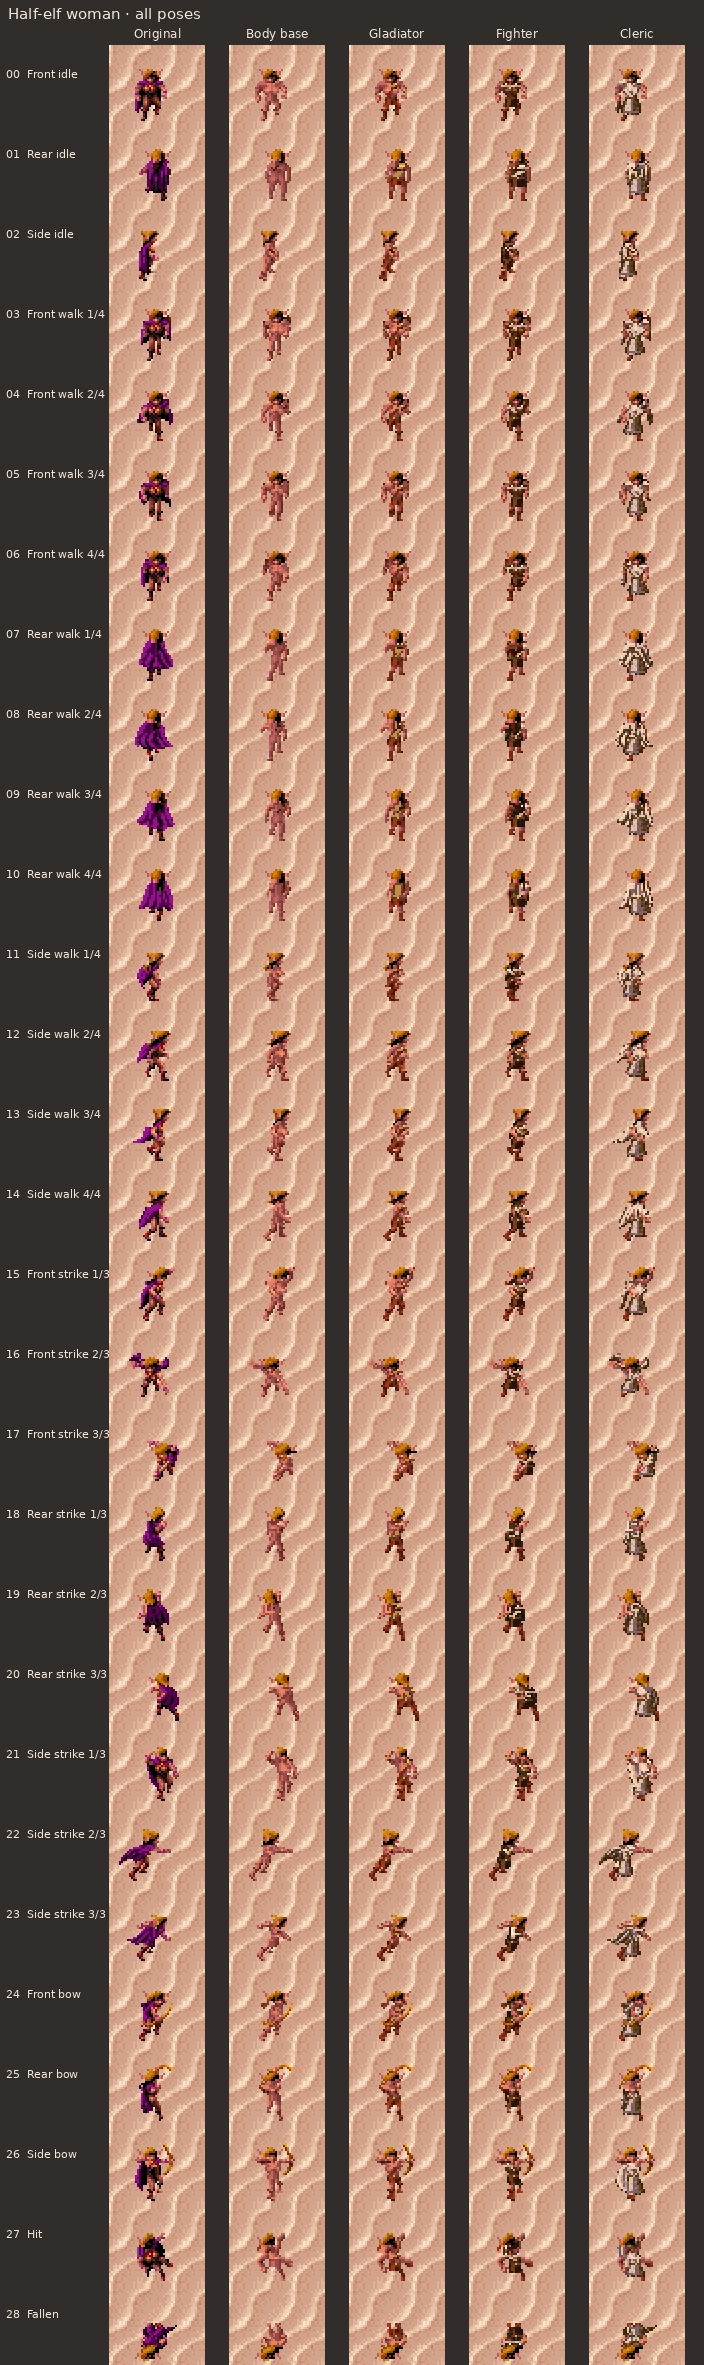 Half-elf woman · all poses
Original Body base Gladiator Fighter Cleric
00 Front idle
01 Rear idle
02 Side idle
03 Front walk 1/4
04 Front walk 2/4
05 Front walk 3/4
06 Front walk 4/4
07 Rear walk 1/4
08 Rear walk 2/4
09 Rear walk 3/4
10 Rear walk 4/4
11 Side walk 1/4
12 Side walk 2/4
13 Side walk 3/4
14 Side walk 4/4
15 Front strike 1/3
16 Front strike 2/3
17 Front strike 3/3
18 Rear strike 1/3
19 Rear strike 2/3
20 Rear strike 3/3
21 Side strike 1/3
22 Side strike 2/3
23 Side strike 3/3
24 Front bow
25 Rear bow
26 Side bow
27 Hit
28 Fallen